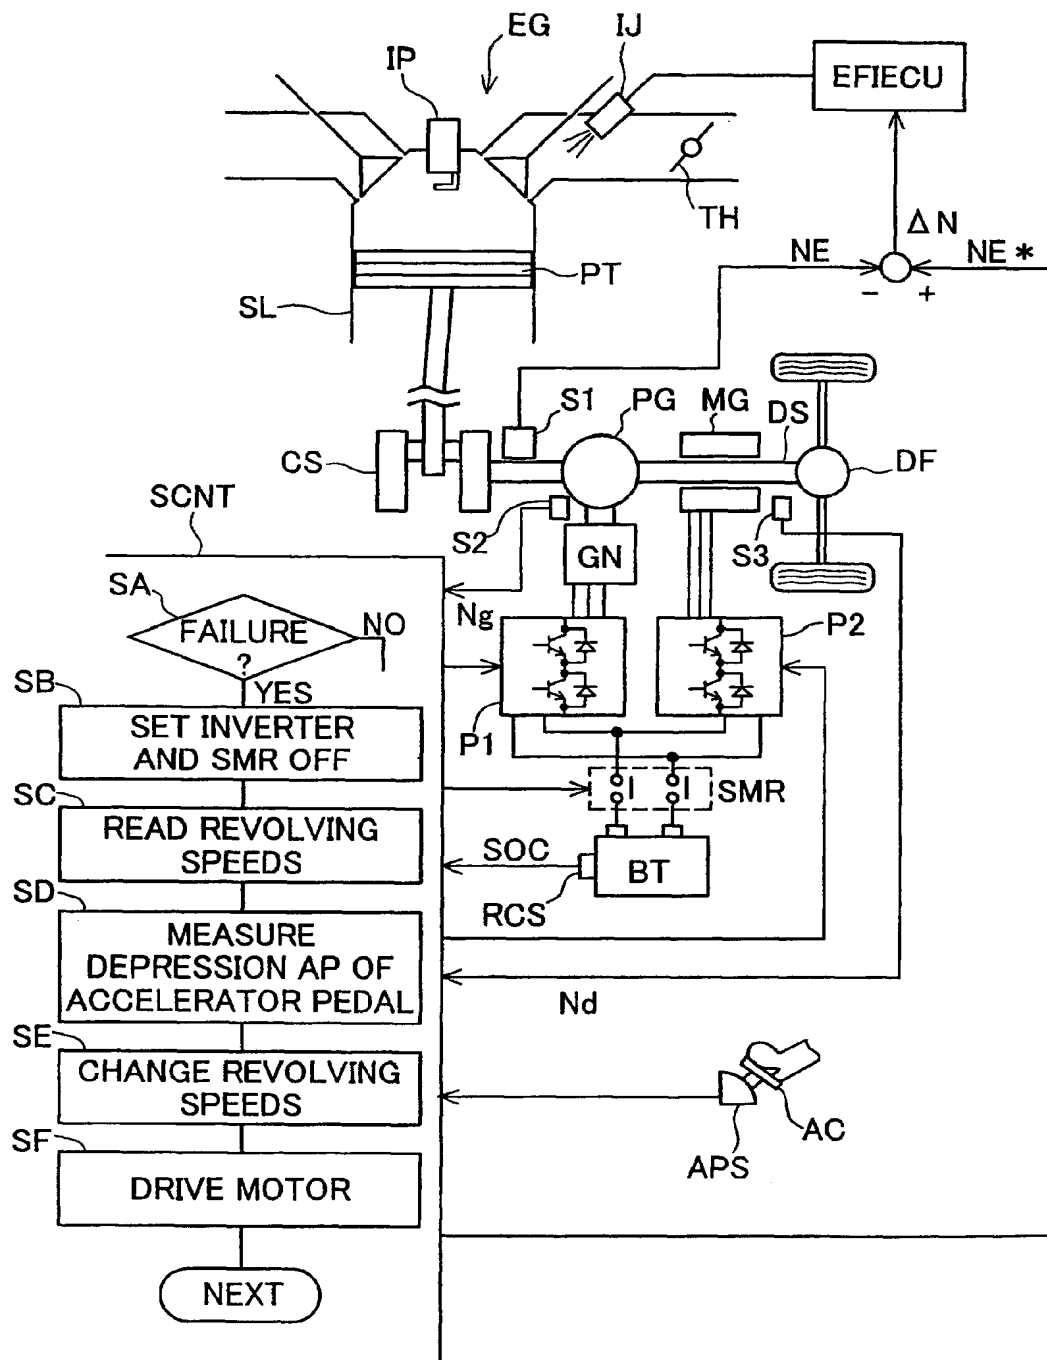 EG
IJ
IP
EFIECU
TH
ΔN
NE
NE*
- +
PT
SL
S1
PG
MG
DS
DF
CS
SCNT
S2
GN
S3
SA
FAILURE
?
NO
YES
Ng
P2
P1
SB
SET INVERTER
AND SMR OFF
SMR
SC
READ REVOLVING
SPEEDS
SOC
BT
RCS
SD
MEASURE
DEPRESSION AP OF
ACCELERATOR PEDAL
Nd
SE
CHANGE REVOLVING
SPEEDS
AC
APS
SF
DRIVE MOTOR
NEXT